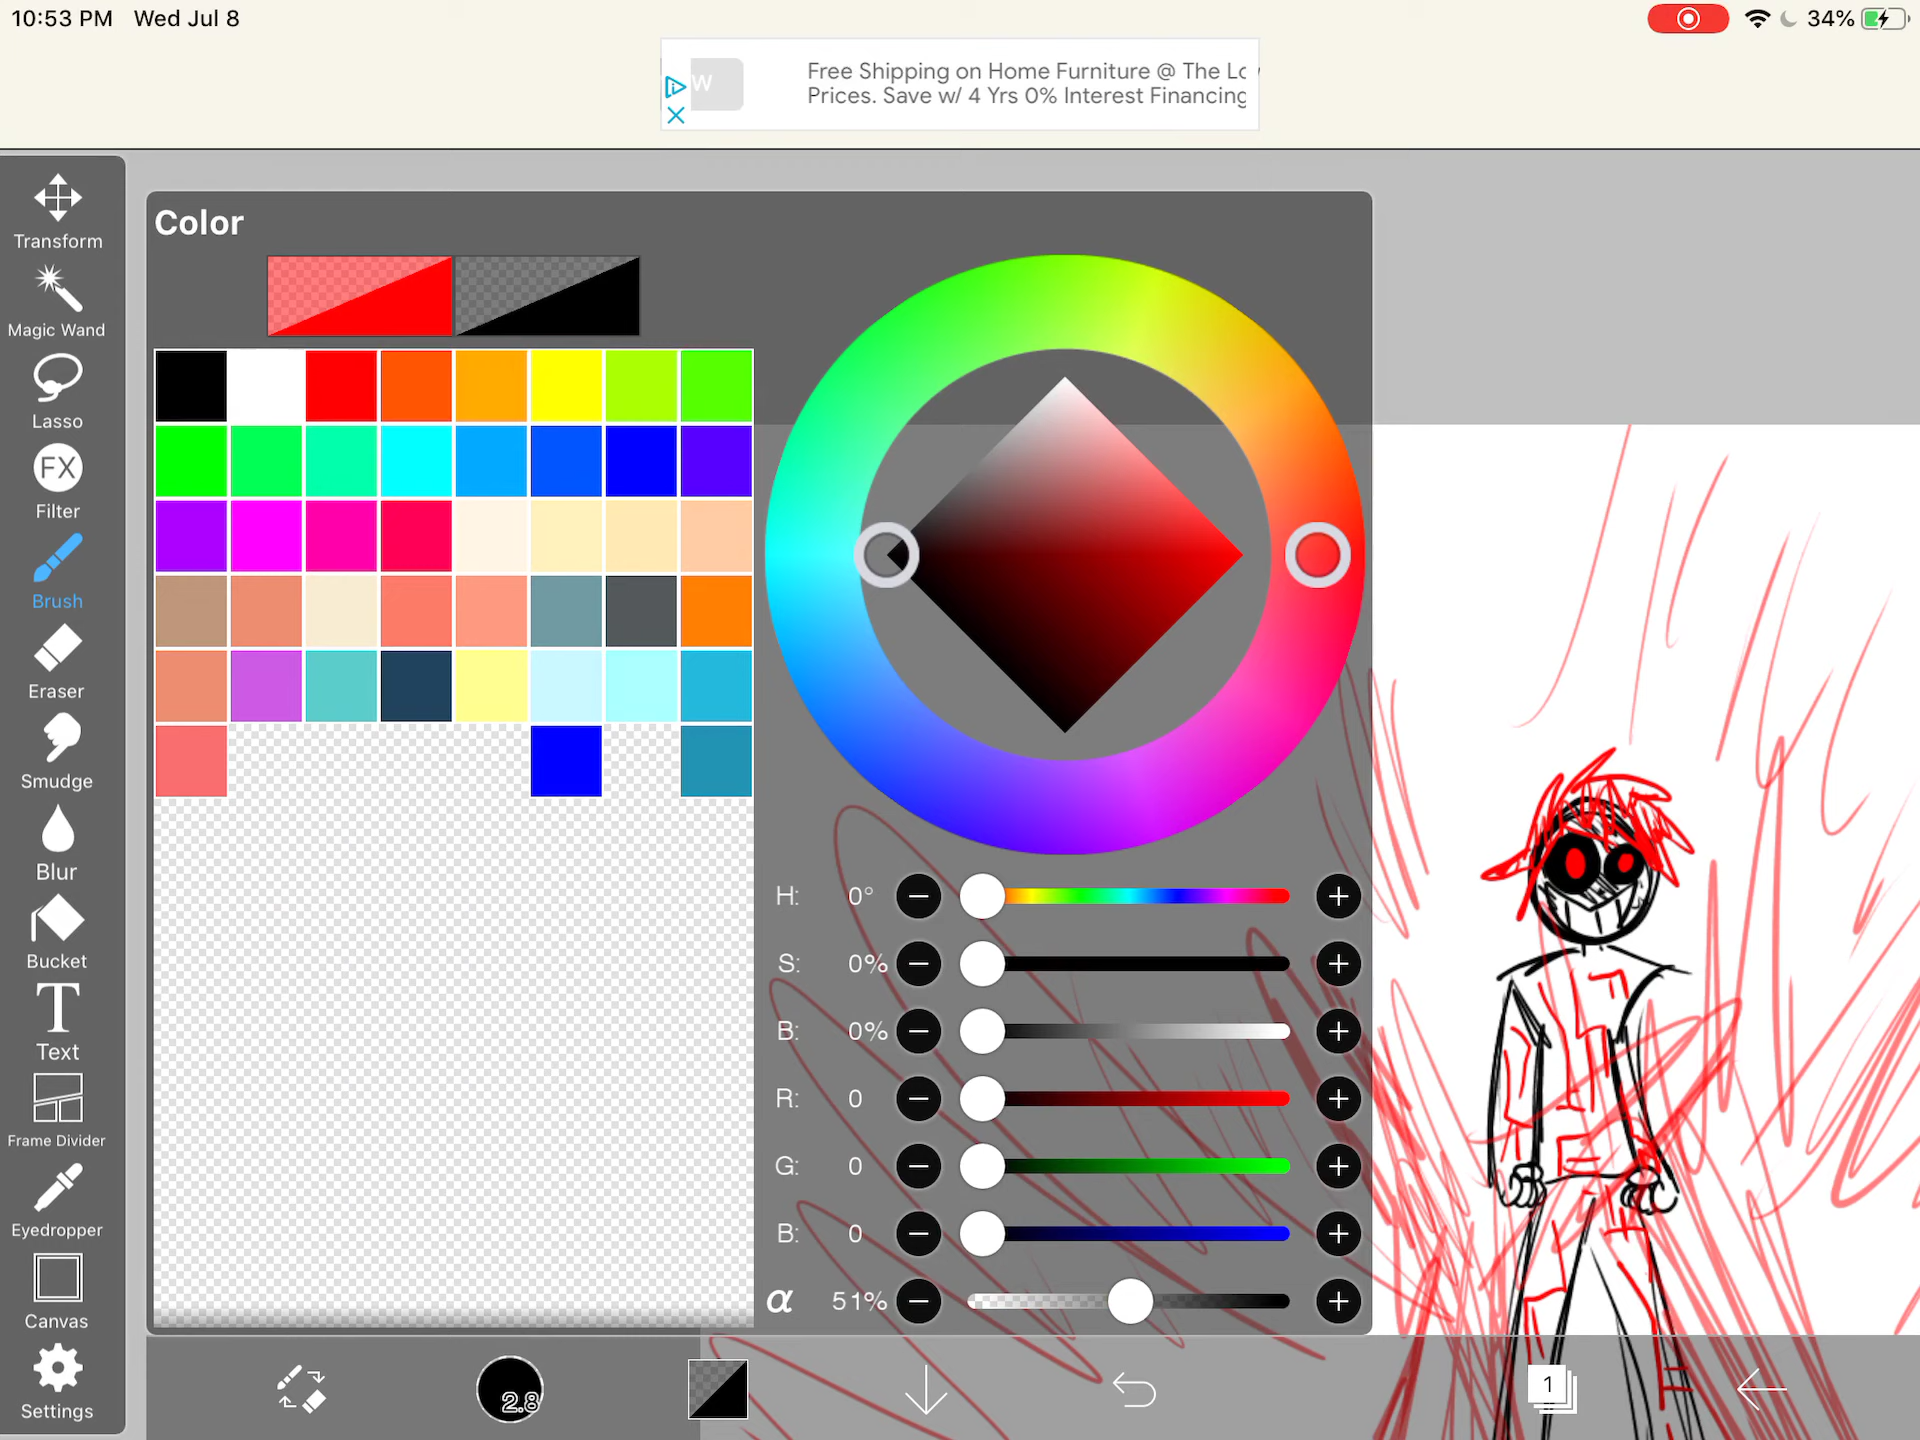 10:53 PM Wed Jul 8
34%
W
Free Shipping on Home Furniture @ The Lo
Prices. Save w/ 4 Yrs 0% Interest Financing
Transform
Magic Wand
Lasso
FX
Filter
Brush
Eraser
Smudge
Blur
Bucket
T
Text
Frame Divider
Eyedropper
Canvas
Settings
Color
H: 0°
S: 0%
B: 0%
R: 0
G: 0
B: 0
α 51%
2.8
1